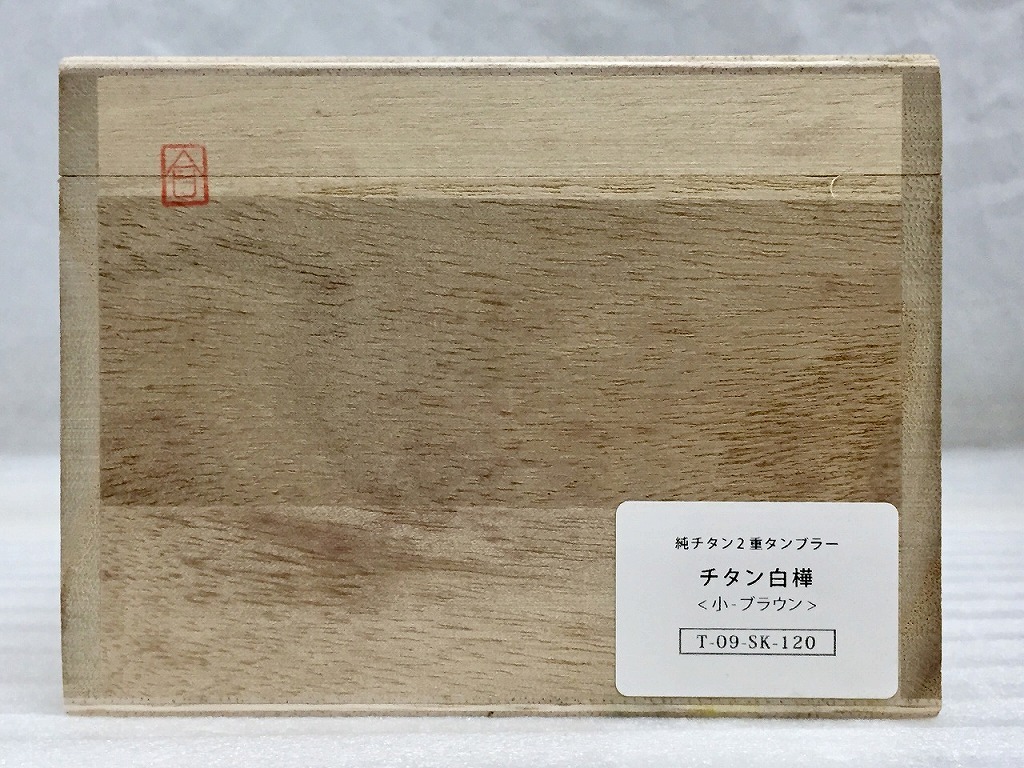 合
純チタン2重タンブラー
チタン白樺
<小-ブラウン>
T-09-SK-120